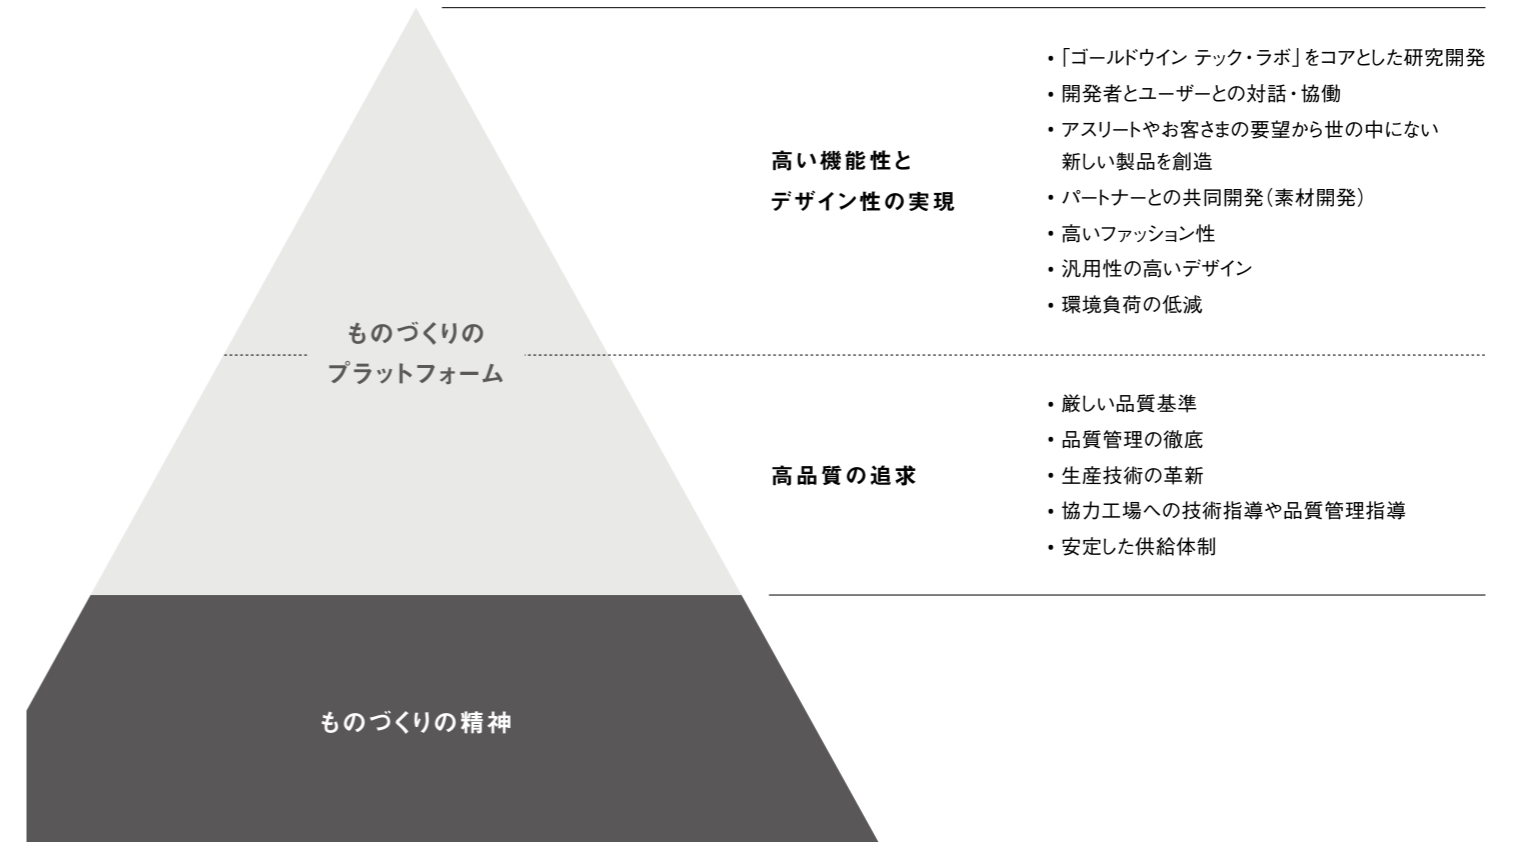 高い機能性と
デザイン性の実現
•「ゴールドウイン テック・ラボ」をコアとした研究開発
• 開発者とユーザーとの対話・協働
• アスリートやお客さまの要望から世の中にない
新しい製品を創造
• パートナーとの共同開発（素材開発）
• 高いファッション性
• 汎用性の高いデザイン
• 環境負荷の低減
ものづくりの
プラットフォーム
高品質の追求
• 厳しい品質基準
• 品質管理の徹底
• 生産技術の革新
• 協力工場への技術指導や品質管理指導
• 安定した供給体制
ものづくりの精神